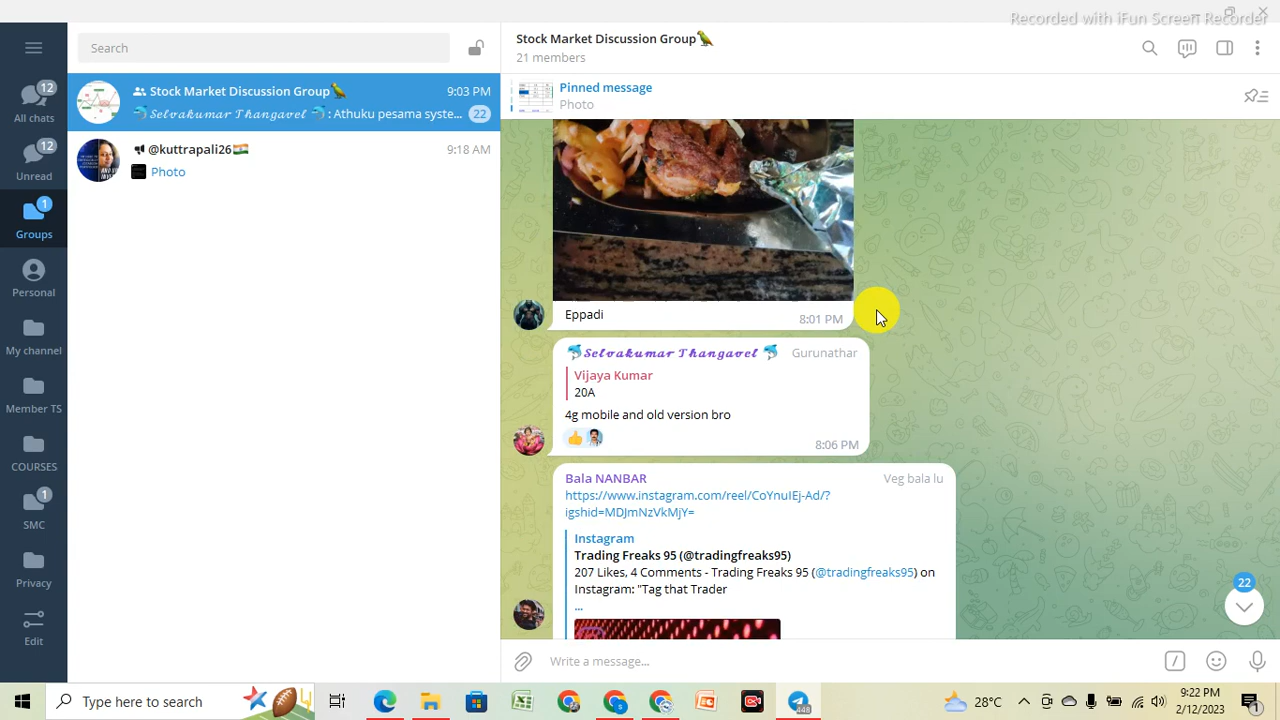 Recorded with iFun Screen Recorder
Search
Stock Market Discussion Group🦜
21 members
12
All chats
Stock Market Discussion Group🦜 9:03 PM
🐬𝓢𝓮𝓵𝓿𝓪𝓴𝓾𝓶𝓪𝓻 𝓣𝓱𝓪𝓷𝓰𝓪𝓿𝓮𝓵 🐬: Athuku pesama syste... 22
Pinned message
Photo
12
Unread
@kuttrapali26🇮🇳 9:18 AM
Photo
1
Groups
Personal
My channel
Member TS
COURSES
1
SMC
Privacy
Edit
Eppadi 8:01 PM
🐬𝓢𝓮𝓵𝓿𝓪𝓴𝓾𝓶𝓪𝓻 𝓣𝓱𝓪𝓷𝓰𝓪𝓿𝓮𝓵 🐬 Gurunathar
Vijaya Kumar
20A
4g mobile and old version bro
8:06 PM
Bala NANBAR Veg bala lu
https://www.instagram.com/reel/CoYnuIEj-Ad/?
igshid=MDJmNzVkMjY=
Instagram
Trading Freaks 95 (@tradingfreaks95)
207 Likes, 4 Comments - Trading Freaks 95 (@tradingfreaks95) on
Instagram: "Tag that Trader
...
22
Write a message...
Type here to search
448
28°C
9:22 PM
2/12/2023
1